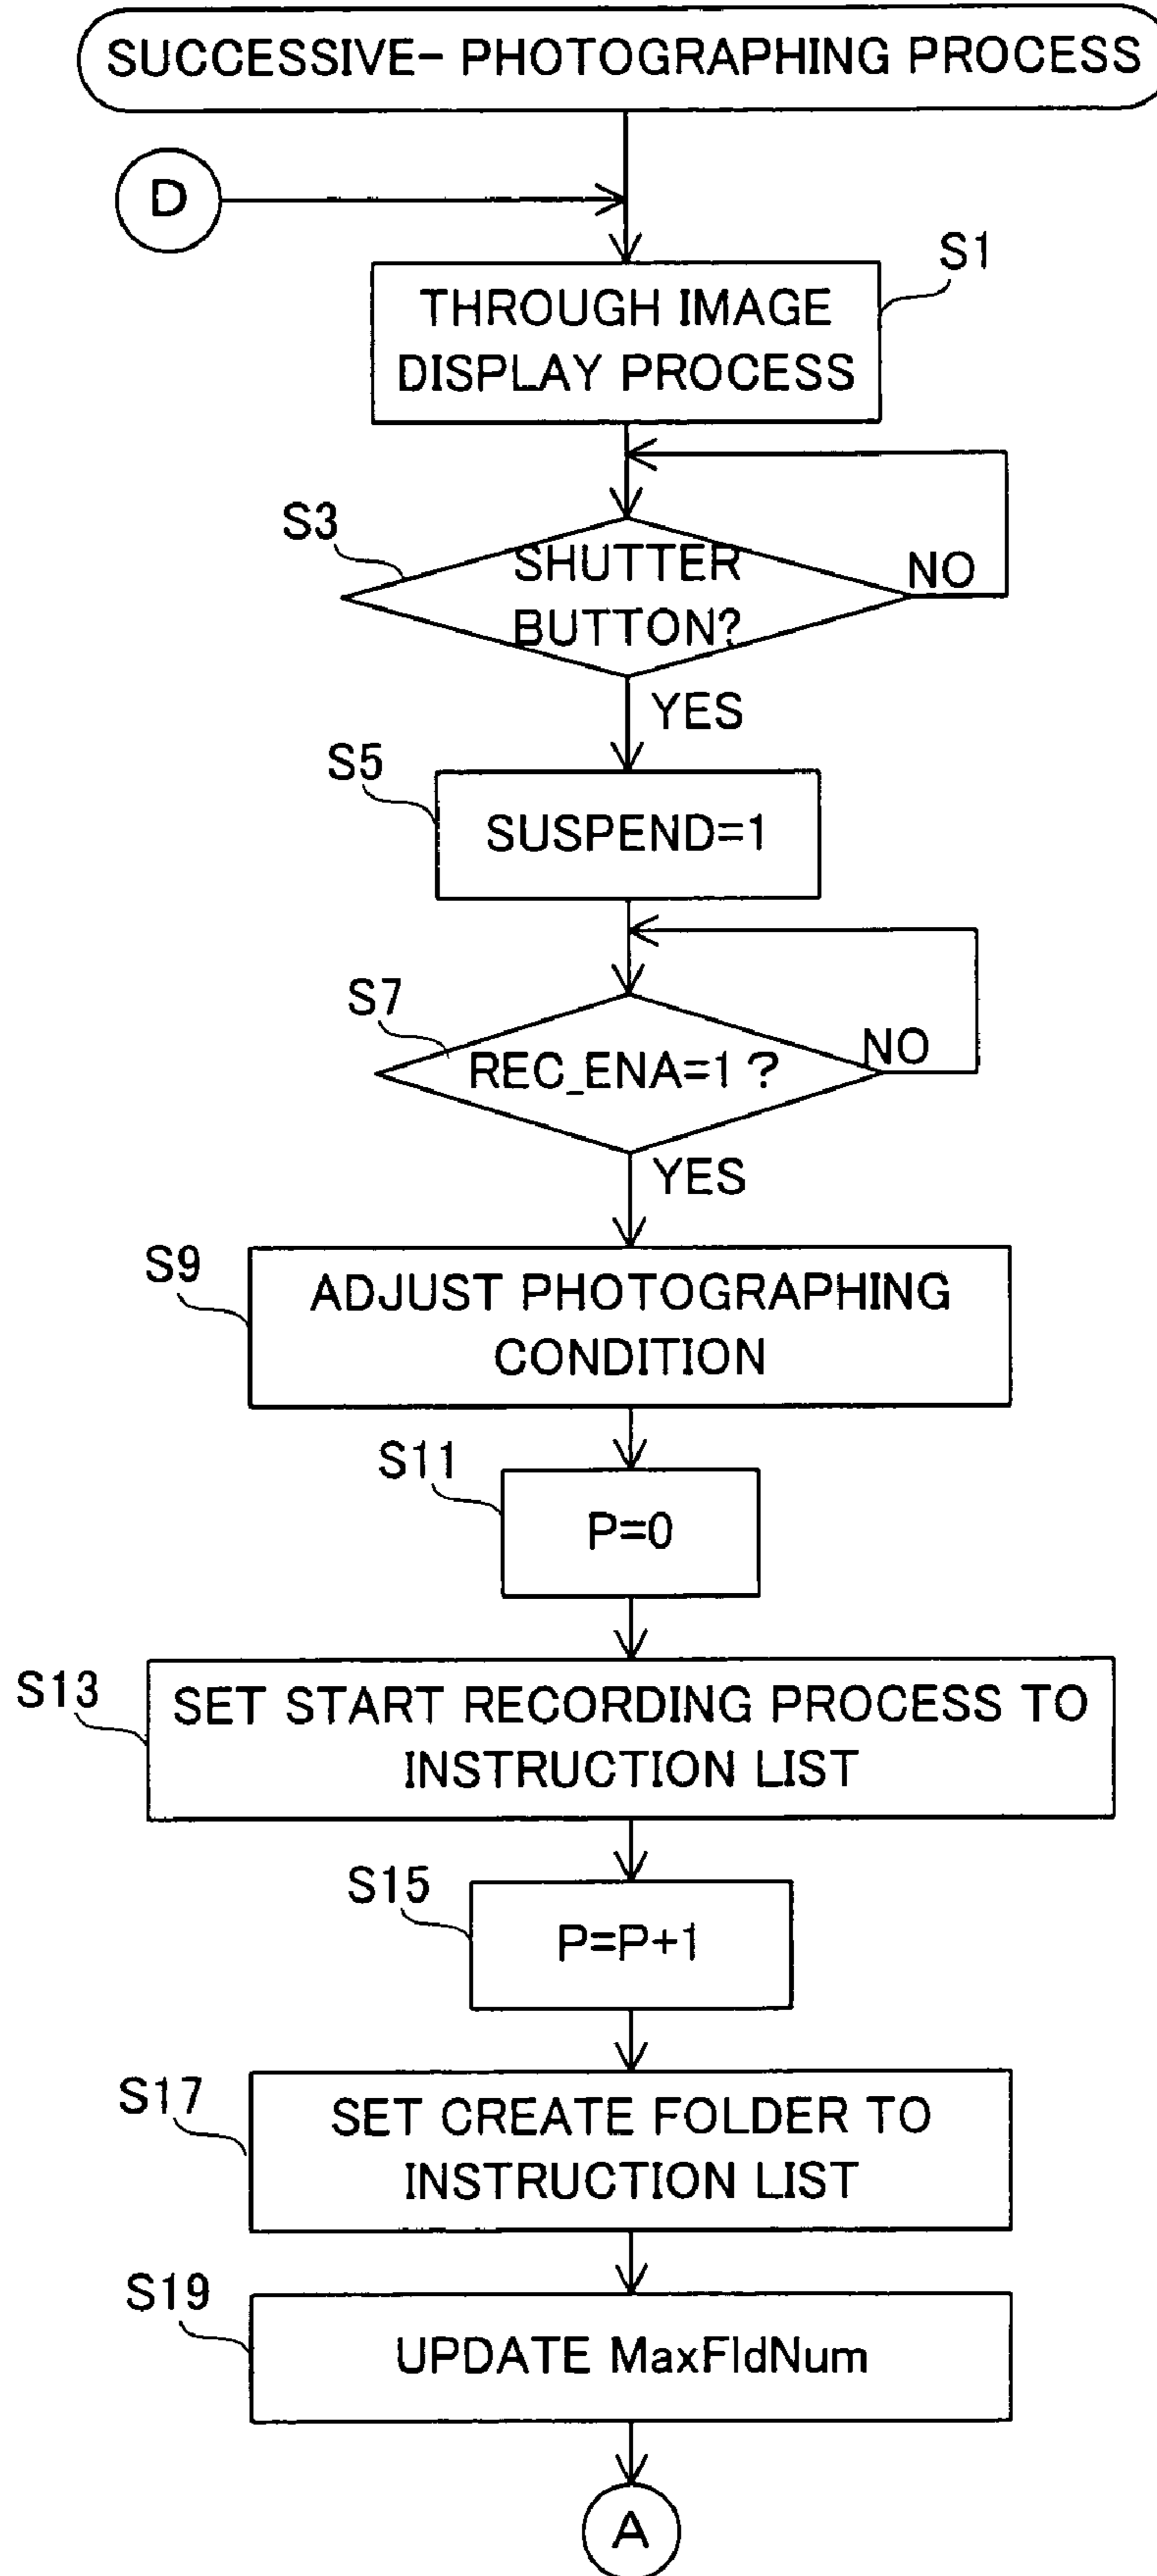 SUCCESSIVE- PHOTOGRAPHING PROCESS
D
S1
THROUGH IMAGE
DISPLAY PROCESS
S3
SHUTTER
BUTTON?
NO
YES
S5
SUSPEND=1
S7
REC_ENA=1 ?
NO
YES
S9
ADJUST PHOTOGRAPHING
CONDITION
S11
P=0
S13
SET START RECORDING PROCESS TO
INSTRUCTION LIST
S15
P=P+1
S17
SET CREATE FOLDER TO
INSTRUCTION LIST
S19
UPDATE MaxFldNum
A